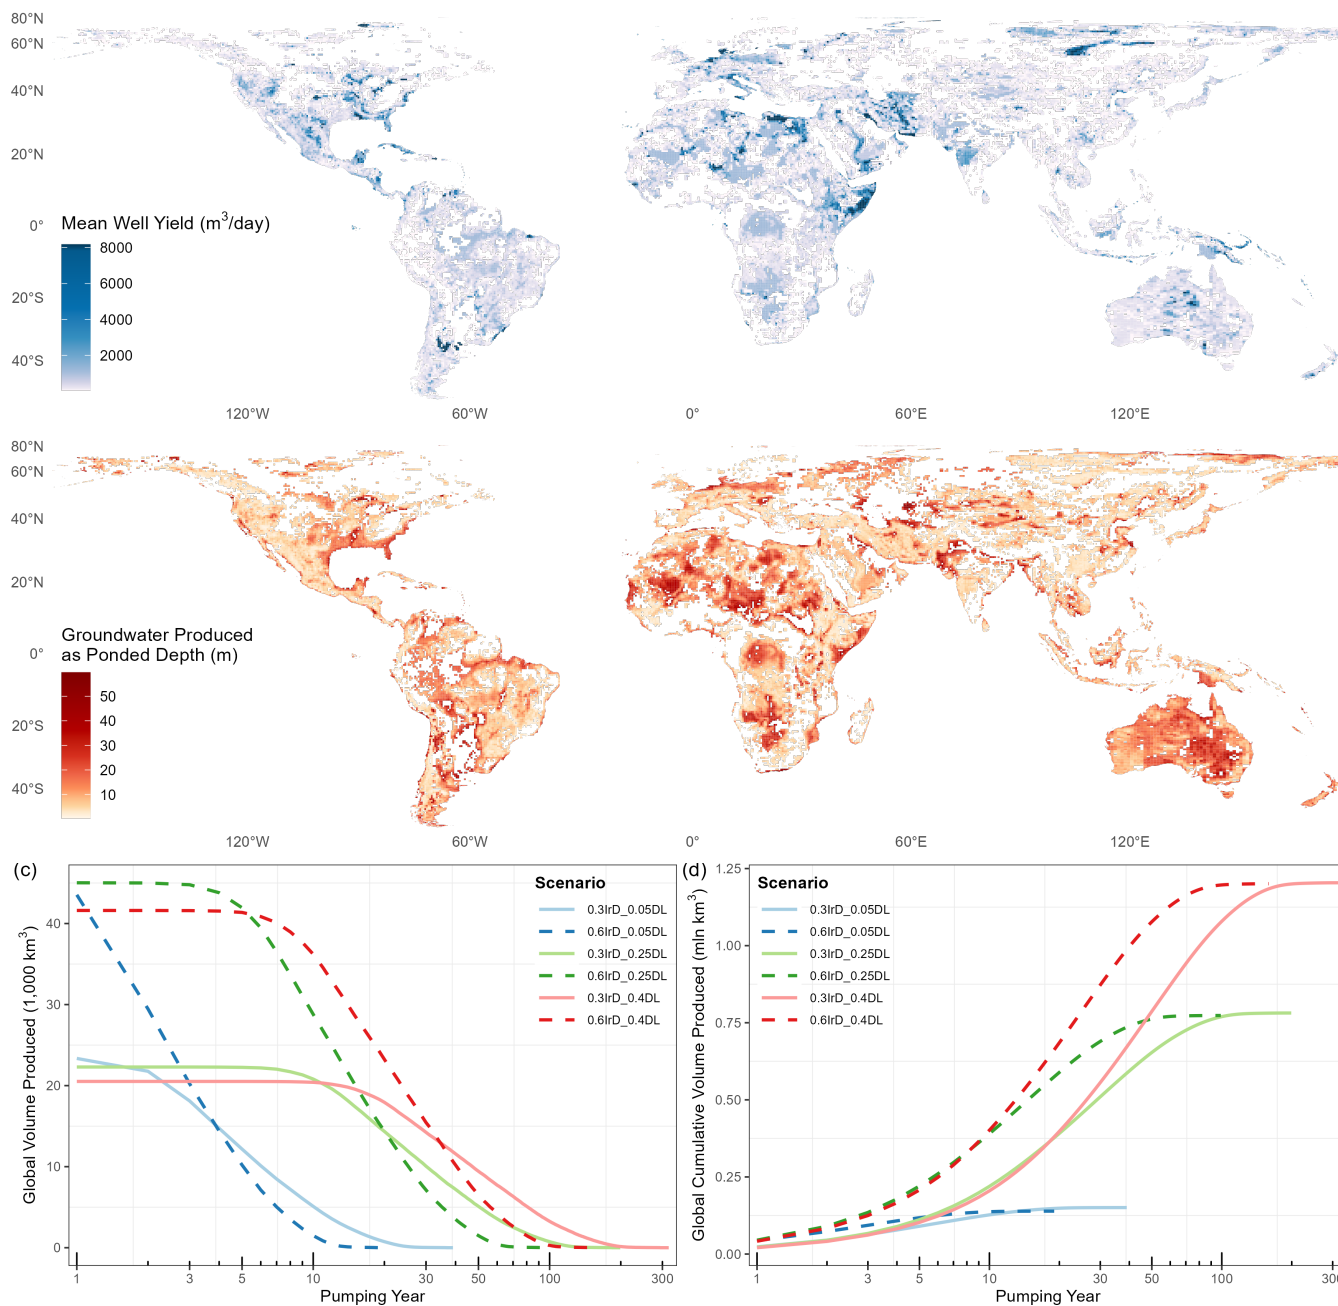 80°N
60°N
40°N
20°N
0°
20°S
40°S
Mean Well Yield (m³/day)
8000
6000
4000
2000
120°W 60°W 0° 60°E 120°E
80°N
60°N
40°N
20°N
0°
20°S
40°S
Groundwater Produced
as Ponded Depth (m)
50
40
30
20
10
120°W 60°W 0° 60°E 120°E
(c)
Global Volume Produced (1,000 km³)
40
30
20
10
0
Scenario
0.3IrD_0.05DL
0.6IrD_0.05DL
0.3IrD_0.25DL
0.6IrD_0.25DL
0.3IrD_0.4DL
0.6IrD_0.4DL
1 3 5 10 30 50 100 300
Pumping Year
(d)
Global Cumulative Volume Produced (mln km³)
1.25
1.00
0.75
0.50
0.25
0.00
Scenario
0.3IrD_0.05DL
0.6IrD_0.05DL
0.3IrD_0.25DL
0.6IrD_0.25DL
0.3IrD_0.4DL
0.6IrD_0.4DL
1 3 5 10 30 50 100 300
Pumping Year